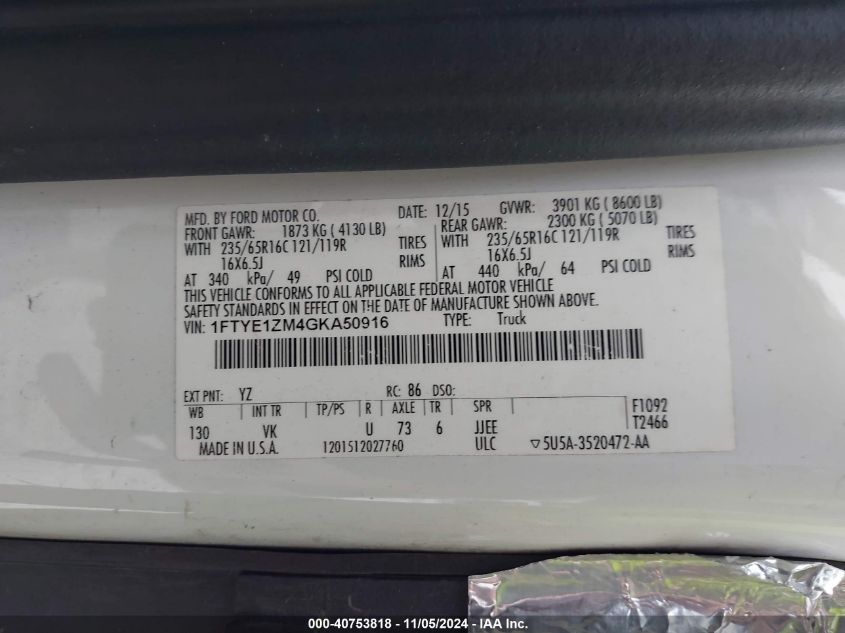 MFD. BY FORD MOTOR CO. DATE: 12/15 GVWR: 3901 KG ( 8600 LB)
FRONT GAWR: 1873 KG ( 4130 LB) REAR GAWR: 2300 KG ( 5070 LB)
WITH 235/65R16C 121/119R TIRES WITH 235/65R16C 121/119R TIRES
16X6.5J RIMS 16X6.5J RIMS
AT 340 kPa/ 49 PSI COLD AT 440 kPa/ 64 PSI COLD
THIS VEHICLE CONFORMS TO ALL APPLICABLE FEDERAL MOTOR VEHICLE
SAFETY STANDARDS IN EFFECT ON THE DATE OF MANUFACTURE SHOWN ABOVE.
VIN: 1FTYE1ZM4GKA50916 TYPE: Truck
EXT PNT: YZ RC: 86 DSO:
WB INT TR TP/PS R AXLE TR SPR F1092
130 VK U 73 6 JJEE T2466
MADE IN U.S.A. 1201512027760 ULC ▽5U5A-3520472-AA
000-40753818 - 11/05/2024 - IAA Inc.